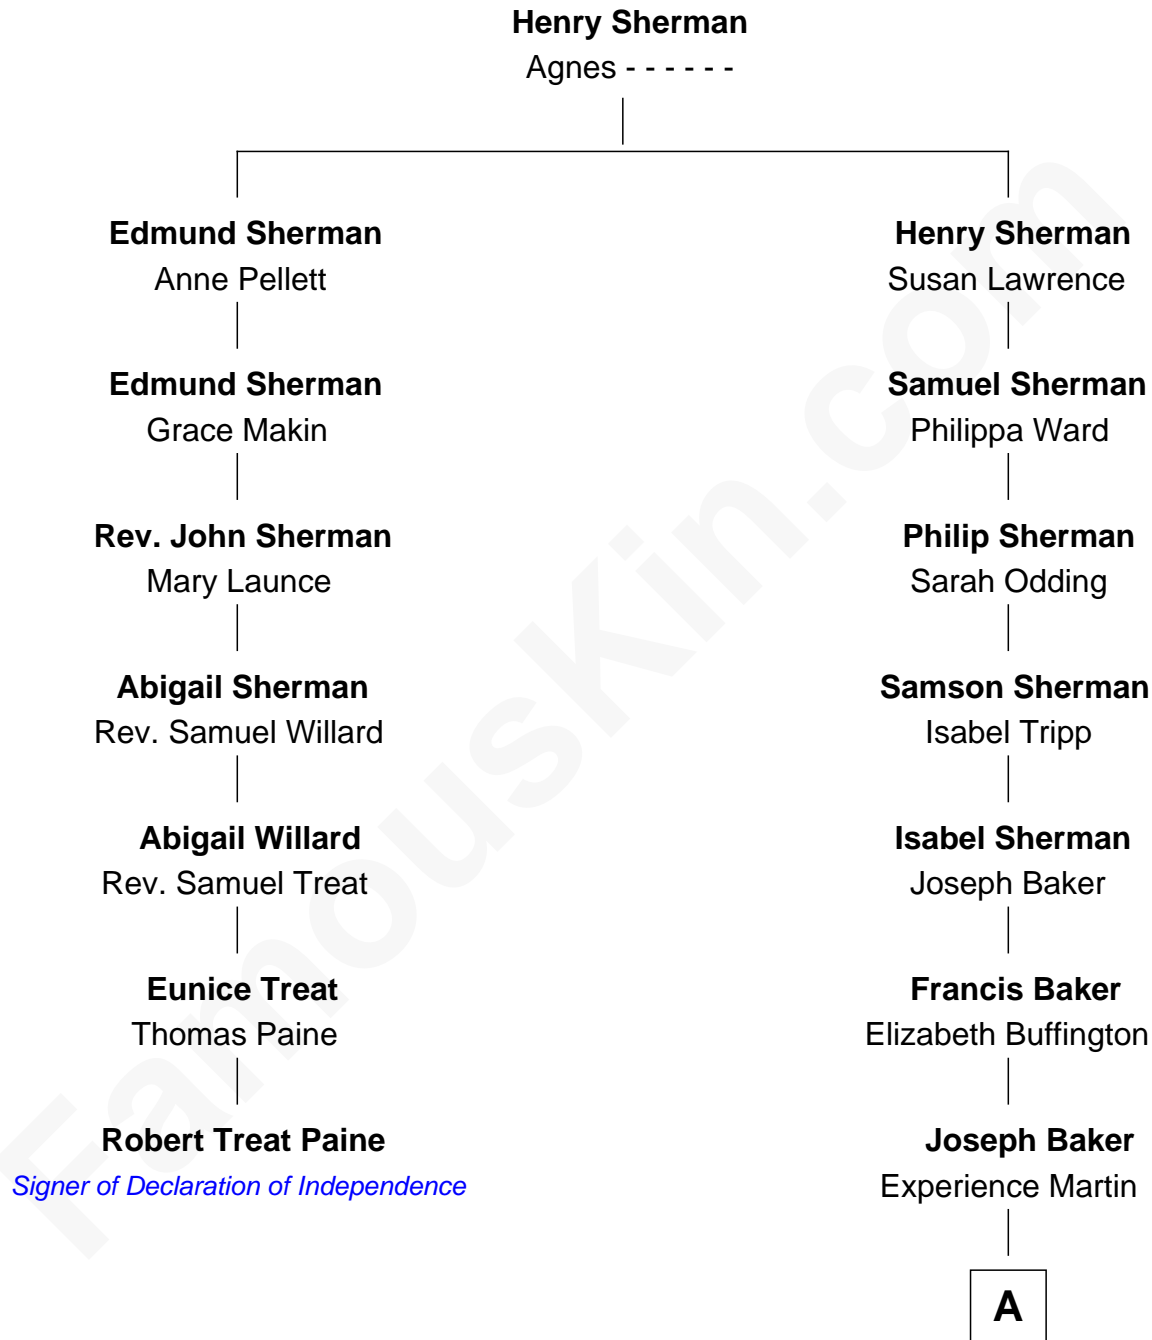 Henry Sherman
Agnes - - - - - -
Edmund Sherman
Anne Pellett
Edmund Sherman
Grace Makin
Rev. John Sherman
Mary Launce
Abigail Sherman
Rev. Samuel Willard
Abigail Willard
Rev. Samuel Treat
Eunice Treat
Thomas Paine
Robert Treat Paine
Signer of Declaration of Independence
Henry Sherman
Susan Lawrence
Samuel Sherman
Philippa Ward
Philip Sherman
Sarah Odding
Samson Sherman
Isabel Tripp
Isabel Sherman
Joseph Baker
Francis Baker
Elizabeth Buffington
Joseph Baker
Experience Martin
A
FamousKin.com